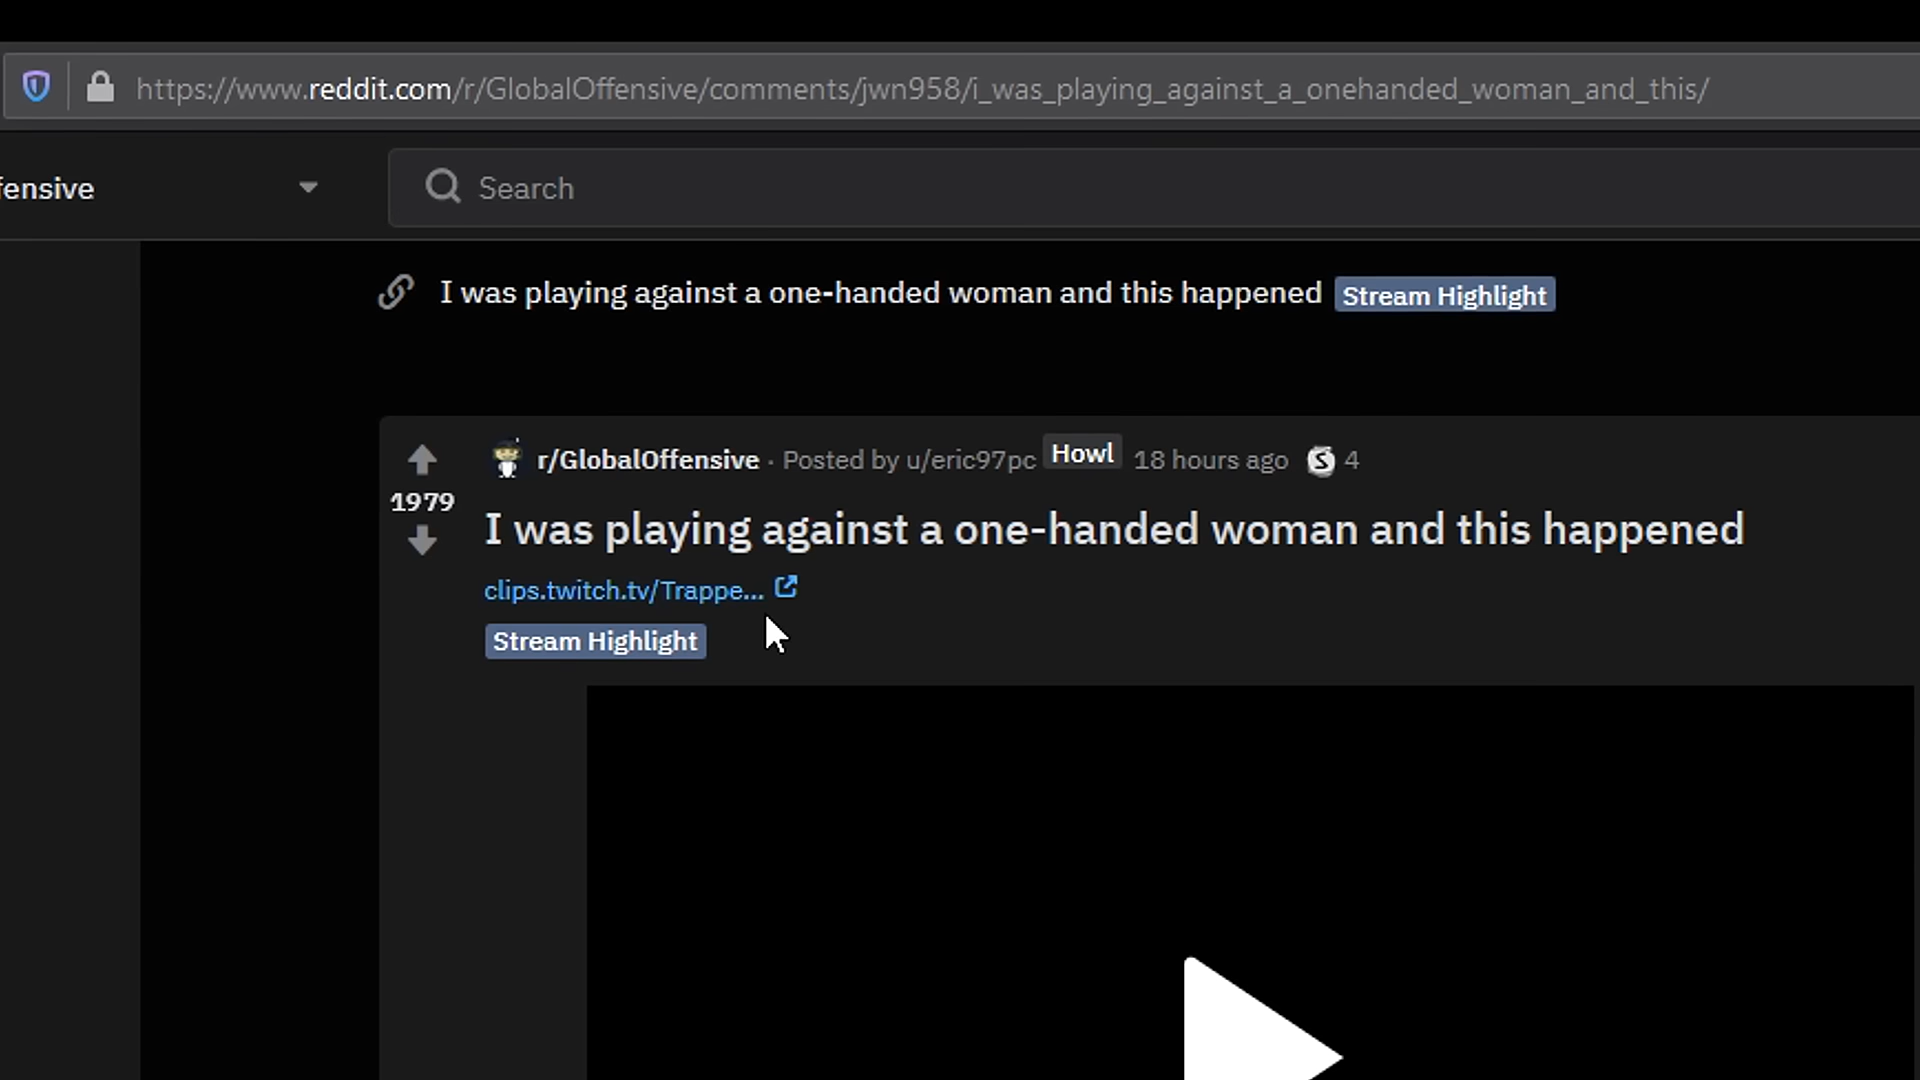 https://www.reddit.com/r/GlobalOffensive/comments/jwn958/i_was_playing_against_a_onehanded_woman_and_this/
fensive
Search
I was playing against a one-handed woman and this happened Stream Highlight
r/GlobalOffensive · Posted by u/eric97pc Howl 18 hours ago S 4
1979
I was playing against a one-handed woman and this happened
clips.twitch.tv/Trappe...
Stream Highlight